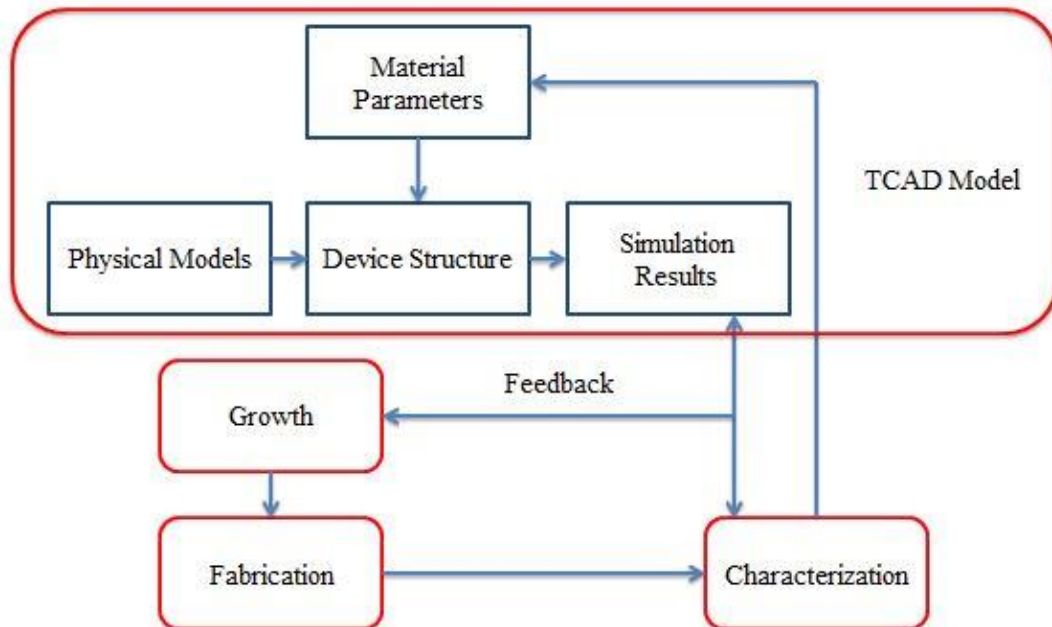 Material
Parameters
TCAD Model
Physical Models
Device Structure
Simulation
Results
Feedback
Growth
Fabrication
Characterization